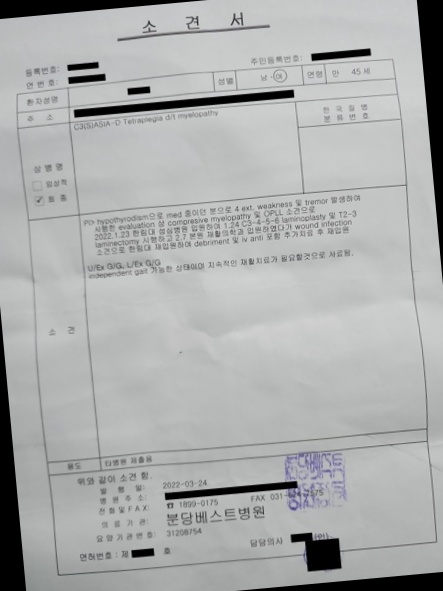 소 견 서
등록번호:
연 번 호:
주민등록번호:
환자성명
성별
남 · 여
연령
만 45 세
주 소
C3(S)ASIA-D Tetraplegia d/t myelopathy
한 국 질 병
분 류 번 호
상 병 명
임상적
최 종
PI> hypothyrodism으로 med 중이던 분으로 4 ext. weakness 및 tremor 발생하여
시행한 evaluation 상 compresive myelopathy 및 OPLL 소견으로
2022.1.23 한림대 성심병원 입원하여 1.24 C3-4-5-6 laminoplasty 및 T2-3
laminectomy 시행하고 2.7 본원 재활의학과 입원하였다가 wound infection
소견으로 한림대 재입원하여 debriment 및 iv anti 포함 추가치료 후 재입원
U/Ex G/G, L/Ex G/G
independent gait 가능한 상태이며 지속적인 재활치료가 필요할것으로 사료됨.
소 견
용도
타병원 제출용
위와 같이 소견 함.
발 행 일: 2022-03-24
병 원 주 소:
전 화 및 F A X: ☎ 1899-0175 FAX 031- -7575
의 료 기 관: 분당베스트병원
요 양 기 관 번 호: 31208754
면허번호 : 제 호
담당의사